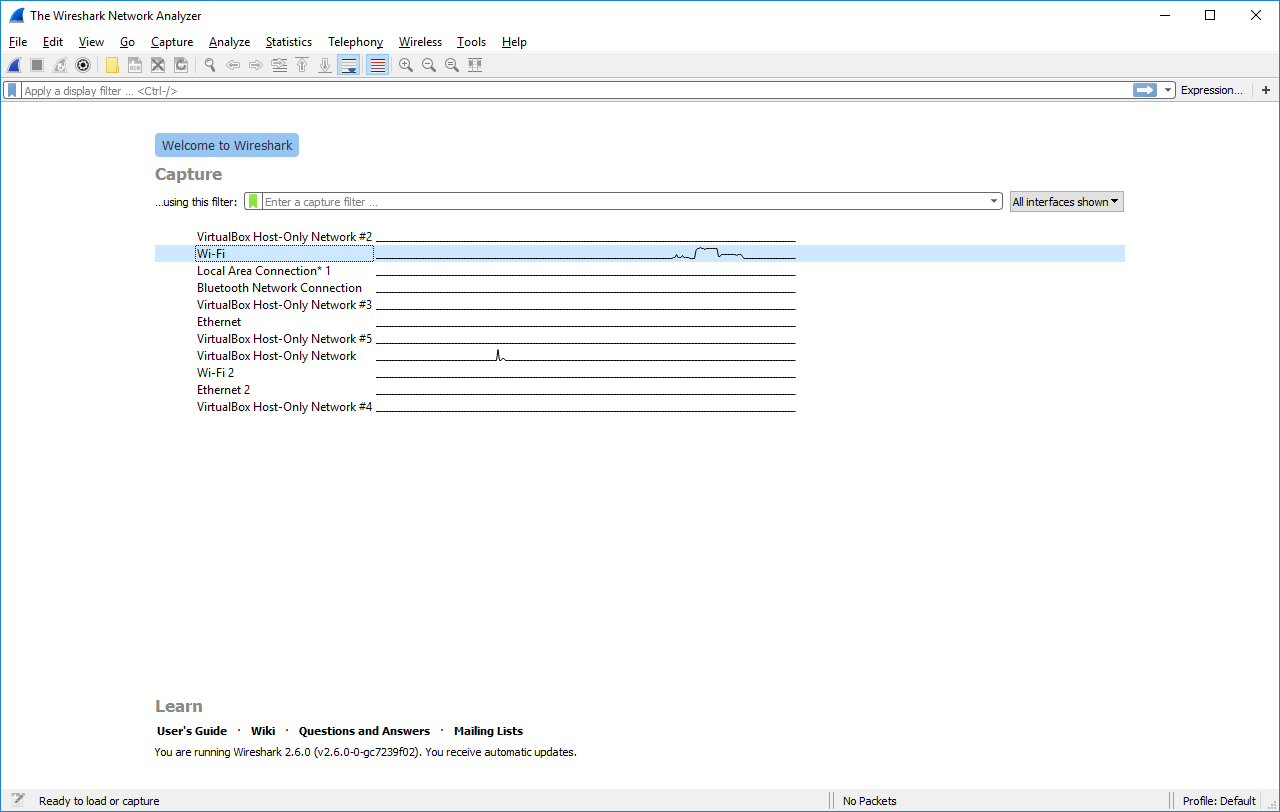 The Wireshark Network Analyzer
File Edit View Go Capture Analyze Statistics Telephony Wireless Tools Help
Apply a display filter ... <Ctrl-/> Expression... +
Welcome to Wireshark
Capture
...using this filter: Enter a capture filter ... All interfaces shown
VirtualBox Host-Only Network #2
Wi-Fi
Local Area Connection* 1
Bluetooth Network Connection
VirtualBox Host-Only Network #3
Ethernet
VirtualBox Host-Only Network #5
VirtualBox Host-Only Network
Wi-Fi 2
Ethernet 2
VirtualBox Host-Only Network #4
Learn
User's Guide · Wiki · Questions and Answers · Mailing Lists
You are running Wireshark 2.6.0 (v2.6.0-0-gc7239f02). You receive automatic updates.
Ready to load or capture No Packets Profile: Default